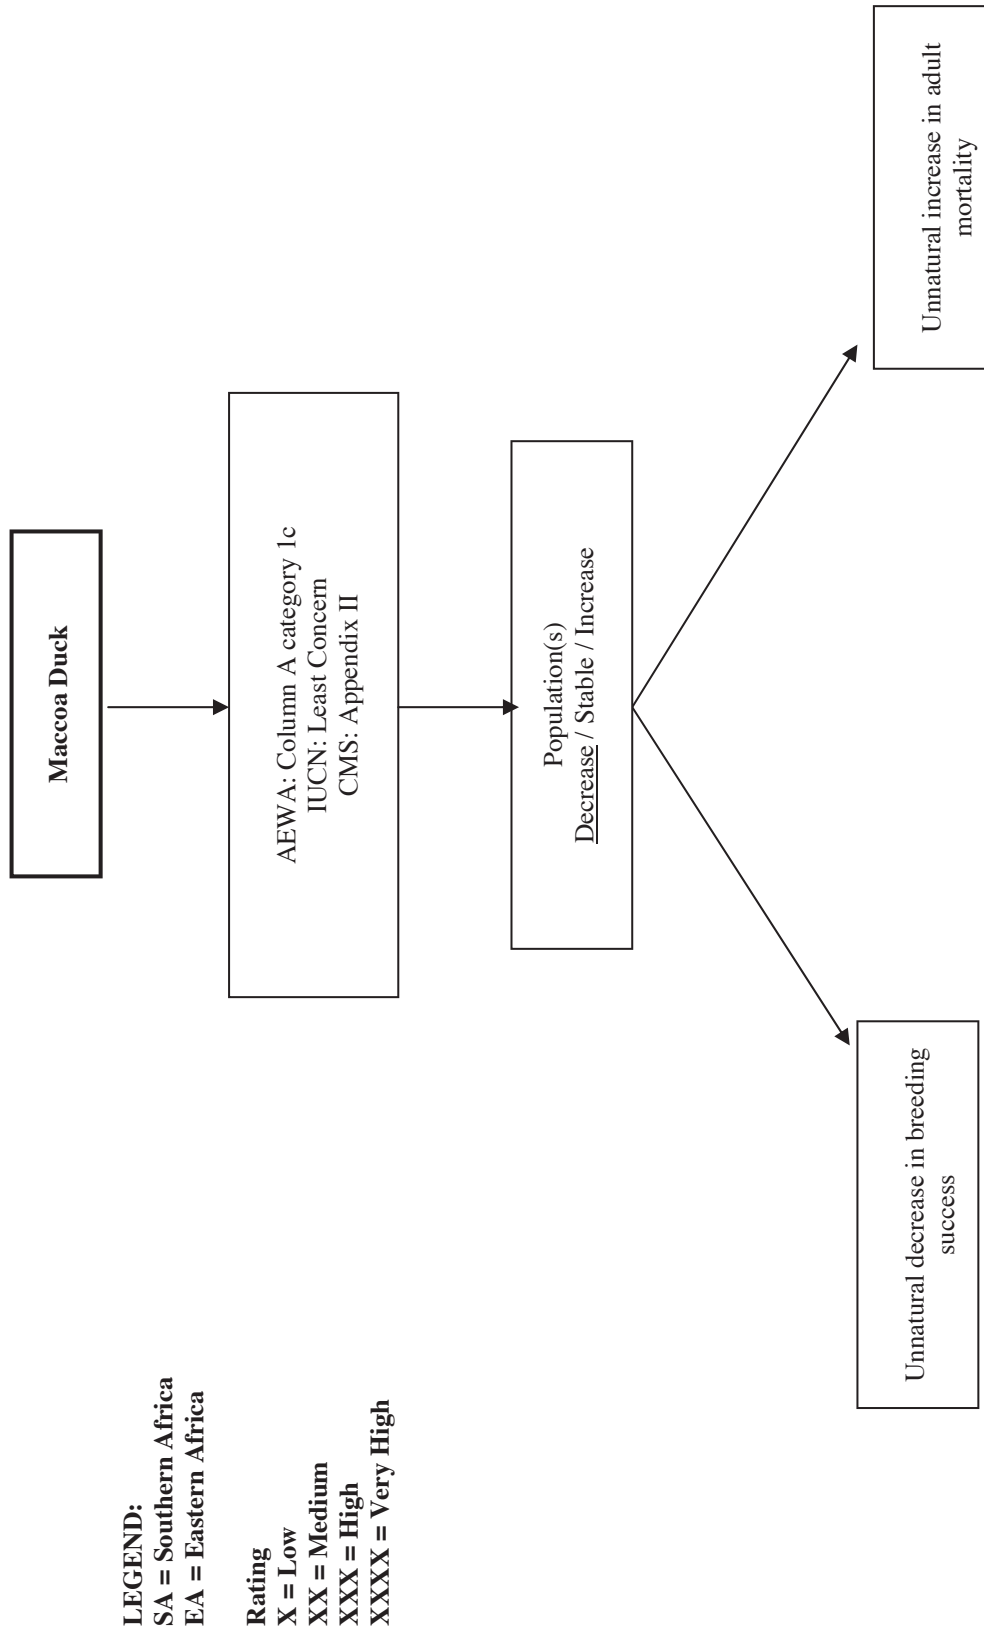 LEGEND:
SA = Southern Africa
EA = Eastern Africa
Rating
X = Low
XX = Medium
XXX = High
XXXX = Very High
Maccoa Duck
AEWA: Column A category 1c
IUCN: Least Concern
CMS: Appendix II
Population(s)
Decrease / Stable / Increase
Unnatural decrease in breeding
success
Unnatural increase in adult
mortality